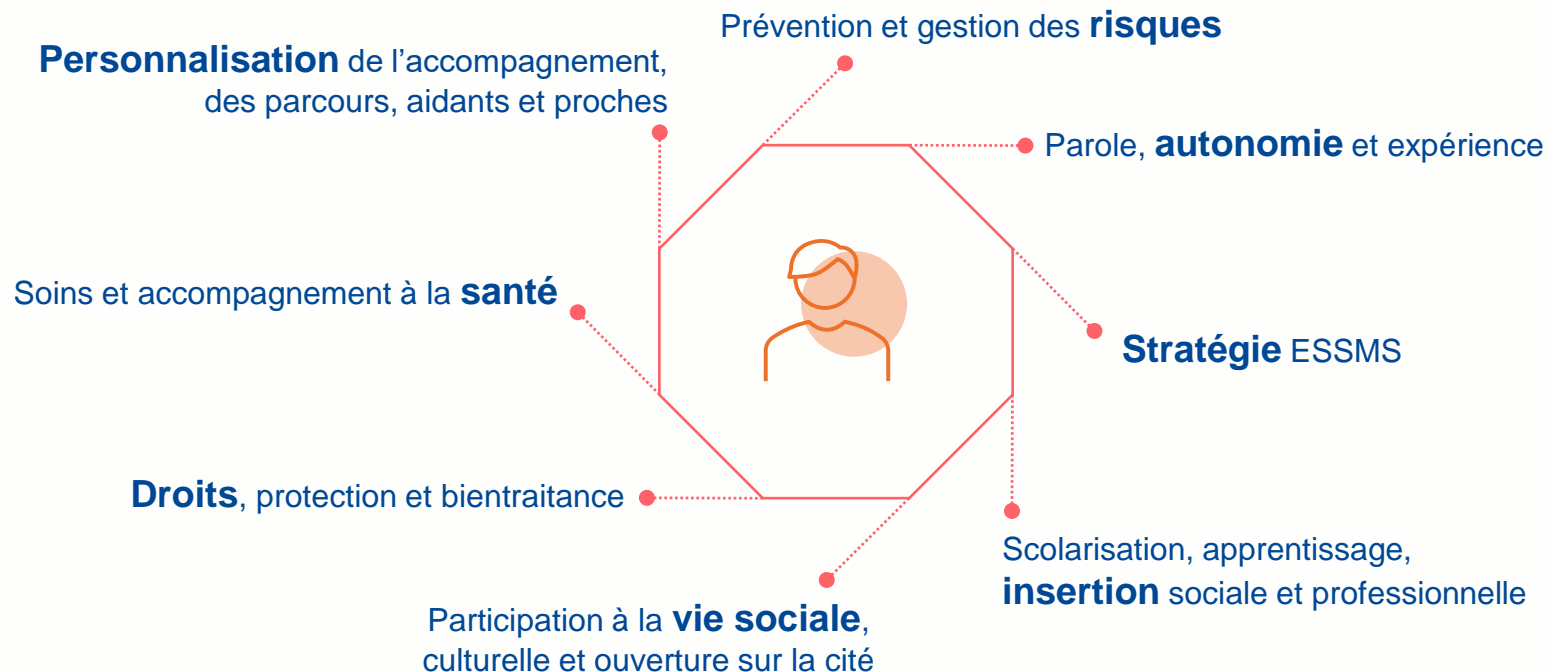 Prévention et gestion des risques
Personnalisation de l’accompagnement,
des parcours, aidants et proches
Parole, autonomie et expérience
Soins et accompagnement à la santé
Stratégie ESSMS
Droits, protection et bientraitance
Scolarisation, apprentissage,
insertion sociale et professionnelle
Participation à la vie sociale,
culturelle et ouverture sur la cité